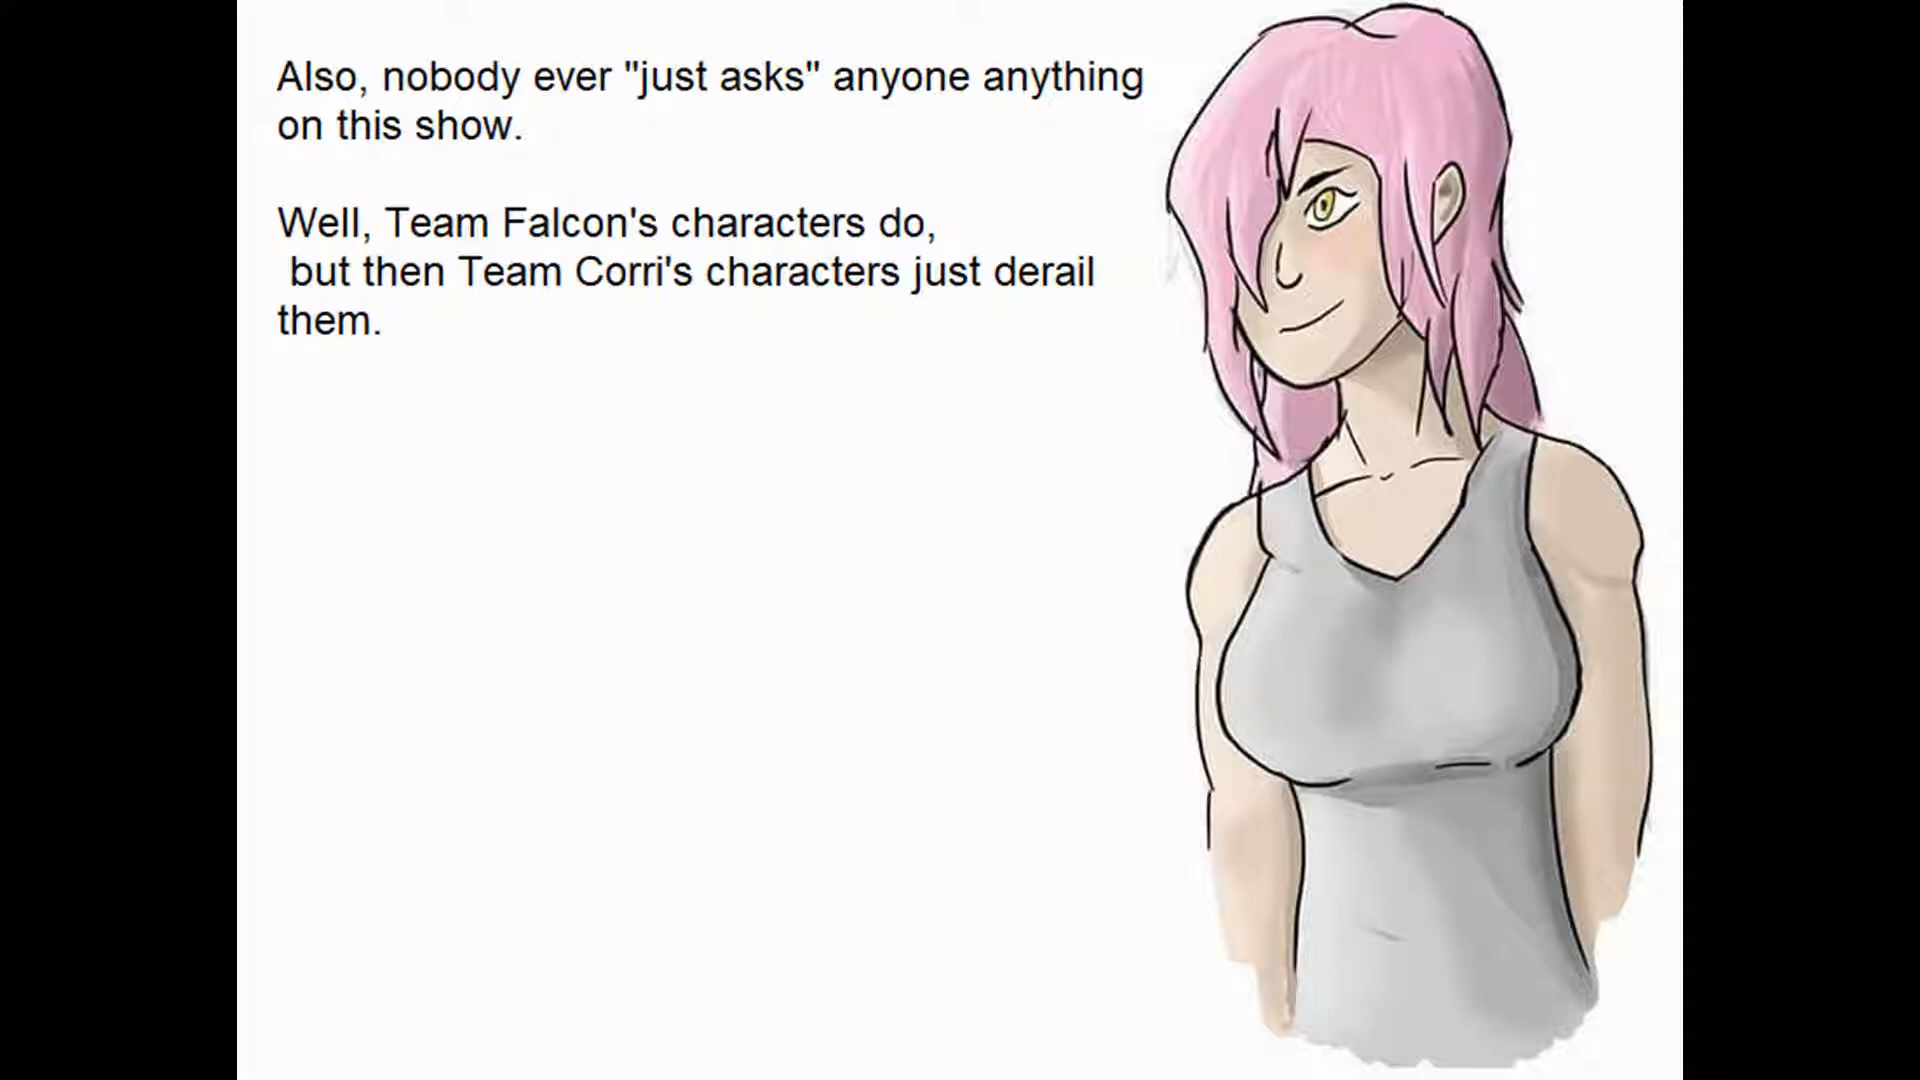 Also, nobody ever "just asks" anyone anything
on this show.
Well, Team Falcon's characters do,
but then Team Corri's characters just derail
them.